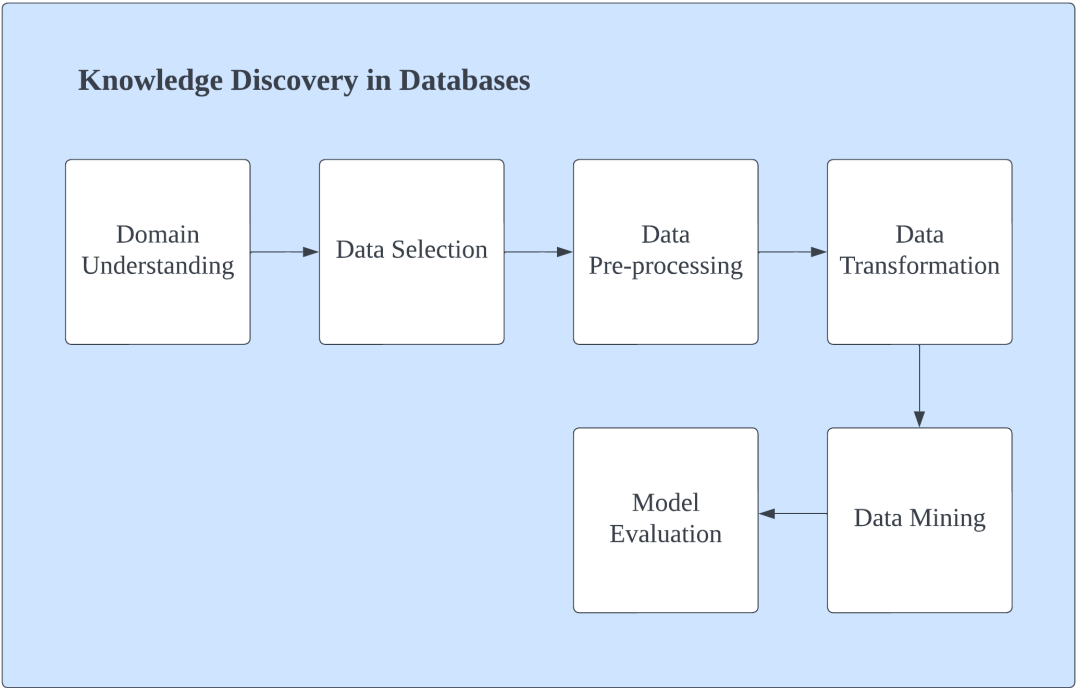 Knowledge Discovery in Databases
Domain
Understanding
Data Selection
Data
Pre-processing
Data
Transformation
Model
Evaluation
Data Mining